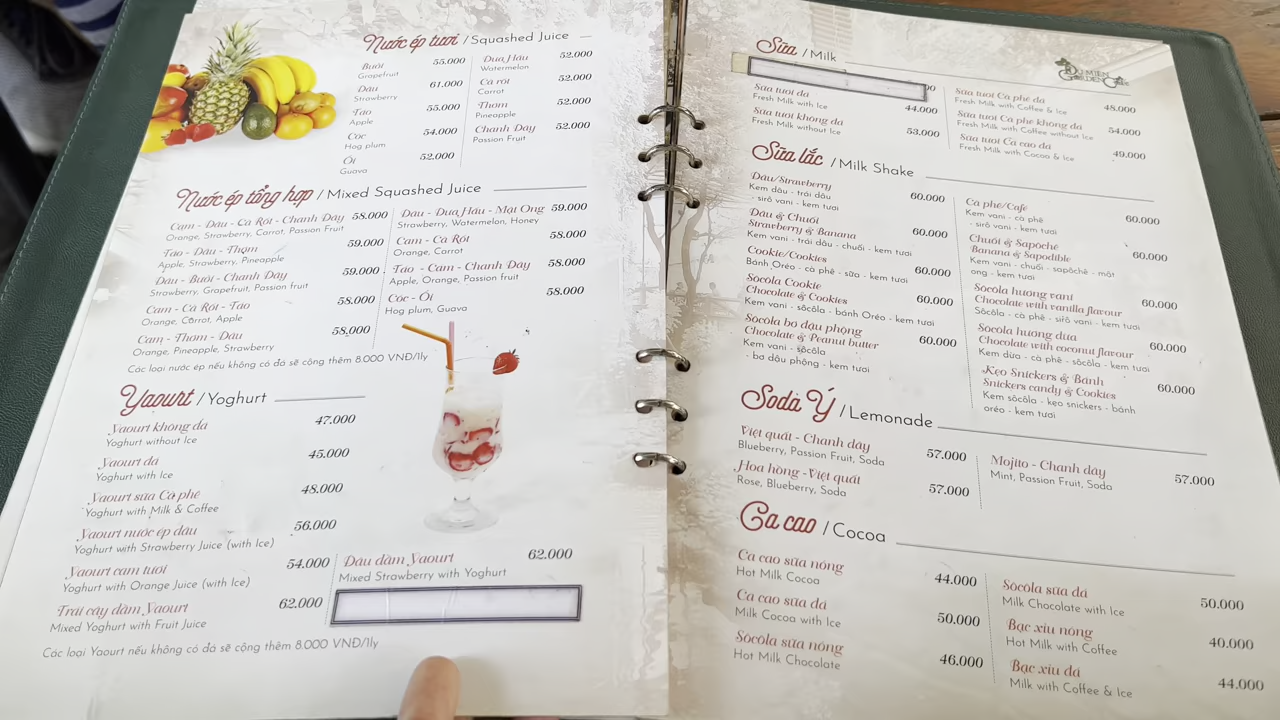 Nước ép tươi / Squashed Juice
Bưởi 55.000
Grapefruit
Dâu 61.000
Strawberry
Táo 55.000
Apple
Cóc 54.000
Hog plum
Ổi 52.000
Guava
Dưa Hấu 52.000
Watermelon
Cà rốt 52.000
Carrot
Thơm 52.000
Pineapple
Chanh Dây 52.000
Passion Fruit
Nước ép tổng hợp / Mixed Squashed Juice
Cam - Dâu - Cà Rốt - Chanh Dây 58.000
Orange, Strawberry, Carrot, Passion Fruit
Táo - Dâu - Thơm 59.000
Apple, Strawberry, Pineapple
Dâu - Bưởi - Chanh Dây 59.000
Strawberry, Grapefruit, Passion fruit
Cam - Cà Rốt - Táo 58.000
Orange, Carrot, Apple
Cam - Thơm - Dâu 58,000
Orange, Pineapple, Strawberry
Dâu - Dưa Hấu - Mật Ong 59.000
Strawberry, Watermelon, Honey
Cam - Cà Rốt 58.000
Orange, Carrot
Táo - Cam - Chanh Dây 58.000
Apple, Orange, Passion fruit
Cóc - Ổi 58.000
Hog plum, Guava
Các loại nước ép nếu không có đá sẽ cộng thêm 8.000 VNĐ/1ly
Yaourt / Yoghurt
Yaourt không đá 47.000
Yoghurt without Ice
Yaourt đá 45.000
Yoghurt with Ice
Yaourt sữa Cà phê 48.000
Yoghurt with Milk & Coffee
Yaourt nước ép dâu 56.000
Yoghurt with Strawberry Juice (with Ice)
Yaourt cam tươi 54.000
Yoghurt with Orange Juice (with Ice)
Trái cây dầm Yaourt 62.000
Mixed Yoghurt with Fruit Juice
Dâu dầm Yaourt 62.000
Mixed Strawberry with Yoghurt
Các loại Yaourt nếu không có đá sẽ cộng thêm 8.000 VNĐ/1ly
Sữa / Milk
Sữa tươi đá 44.000
Fresh Milk with Ice
Sữa tươi không đá 53.000
Fresh Milk without Ice
Sữa tươi Cà phê đá 48.000
Fresh Milk with Coffee & Ice
Sữa tươi Cà phê không đá 54.000
Fresh Milk with Coffee without Ice
Sữa tươi Ca cao đá 49.000
Fresh Milk with Cocoa & Ice
Sữa lắc / Milk Shake
Dâu/Strawberry 60.000
Kem dâu - trái dâu
- sirô vani - kem tươi
Dâu & Chuối
Strawberry & Banana 60.000
Kem vani - trái dâu - chuối - kem tươi
Cookie/Cookies 60.000
Bánh Oréo - cà phê - sữa - kem tươi
Sôcôla Cookie
Chocolate & Cookies 60.000
Kem vani - sôcôla - bánh Oréo - kem tươi
Sôcôla bơ đậu phộng
Chocolate & Peanut butter 60.000
Kem vani - sôcôla
- bơ đậu phộng - kem tươi
Cà phê/Café 60.000
Kem vani - cà phê
- sirô vani - kem tươi
Chuối & Sapôchê
Banana & Sapodible 60.000
Kem vani - chuối - sapôchê - mật
ong - kem tươi
Sôcôla hương vani
Chocolate with vanilla flavour 60.000
Kem vani - cà phê - sirô vani - kem tươi
Sôcôla hương dừa
Chocolate with coconut flavour 60.000
Kem dừa - cà phê - sôcôla - kem tươi
Kẹo Snickers & Bánh
Snickers candy & Cookies 60.000
Kem sôcôla - kẹo snickers - bánh
oréo - kem tươi
Soda Ý / Lemonade
Việt quất - Chanh dây 57.000
Blueberry, Passion Fruit, Soda
Hoa hồng - Việt quất 57.000
Rose, Blueberry, Soda
Mojito - Chanh dây 57.000
Mint, Passion Fruit, Soda
Ca cao / Cocoa
Ca cao sữa nóng 44.000
Hot Milk Cocoa
Ca cao sữa đá 50.000
Milk Cocoa with Ice
Sôcôla sữa nóng 46.000
Hot Milk Chocolate
Sôcôla sữa đá 50.000
Milk Chocolate with Ice
Bạc xỉu nóng 40.000
Hot Milk with Coffee
Bạc xỉu đá 44.000
Milk with Coffee & Ice